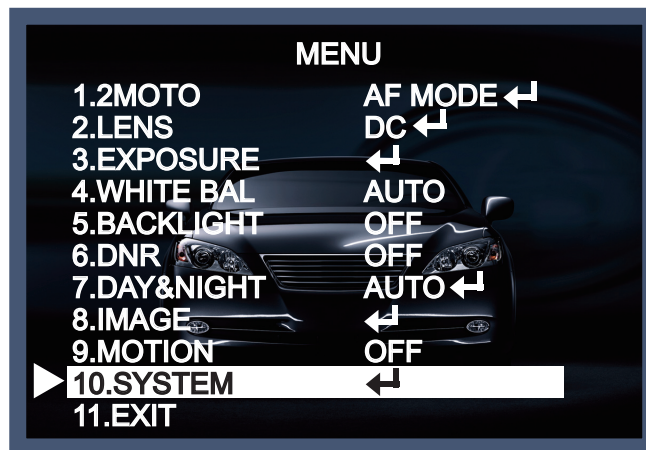 MENU
1.2MOTO AF MODE ↵
2.LENS DC ↵
3.EXPOSURE ↵
4.WHITE BAL AUTO
5.BACKLIGHT OFF
6.DNR OFF
7.DAY&NIGHT AUTO ↵
8.IMAGE ↵
9.MOTION OFF
10.SYSTEM ↵
11.EXIT